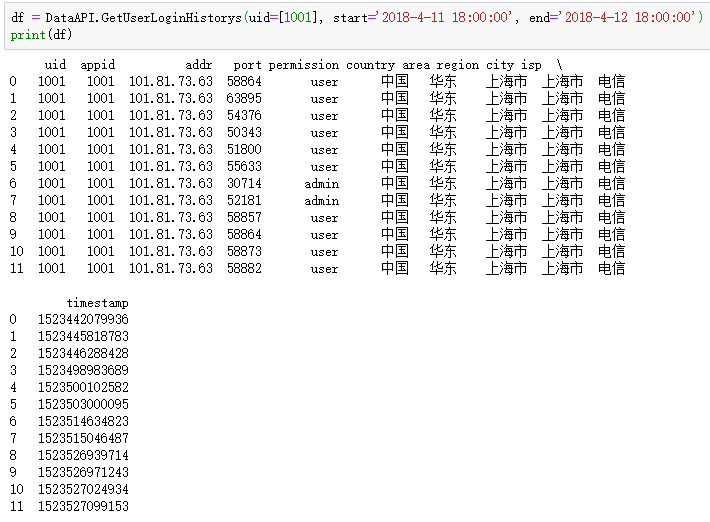 df = DataAPI.GetUserLoginHistorys(uid=[1001], start='2018-4-11 18:00:00', end='2018-4-12 18:00:00')
print(df)
uid appid addr port permission country area region city isp \
0 1001 1001 101.81.73.63 58864 user 中国 华东 上海市 上海市 电信
1 1001 1001 101.81.73.63 63895 user 中国 华东 上海市 上海市 电信
2 1001 1001 101.81.73.63 54376 user 中国 华东 上海市 上海市 电信
3 1001 1001 101.81.73.63 50343 user 中国 华东 上海市 上海市 电信
4 1001 1001 101.81.73.63 51800 user 中国 华东 上海市 上海市 电信
5 1001 1001 101.81.73.63 55633 user 中国 华东 上海市 上海市 电信
6 1001 1001 101.81.73.63 30714 admin 中国 华东 上海市 上海市 电信
7 1001 1001 101.81.73.63 52181 admin 中国 华东 上海市 上海市 电信
8 1001 1001 101.81.73.63 58857 user 中国 华东 上海市 上海市 电信
9 1001 1001 101.81.73.63 58864 user 中国 华东 上海市 上海市 电信
10 1001 1001 101.81.73.63 58873 user 中国 华东 上海市 上海市 电信
11 1001 1001 101.81.73.63 58882 user 中国 华东 上海市 上海市 电信
timestamp
0 1523442079936
1 1523445818783
2 1523446288428
3 1523498983689
4 1523500102582
5 1523503000095
6 1523514634823
7 1523515046487
8 1523526939714
9 1523526971243
10 1523527024934
11 1523527099153